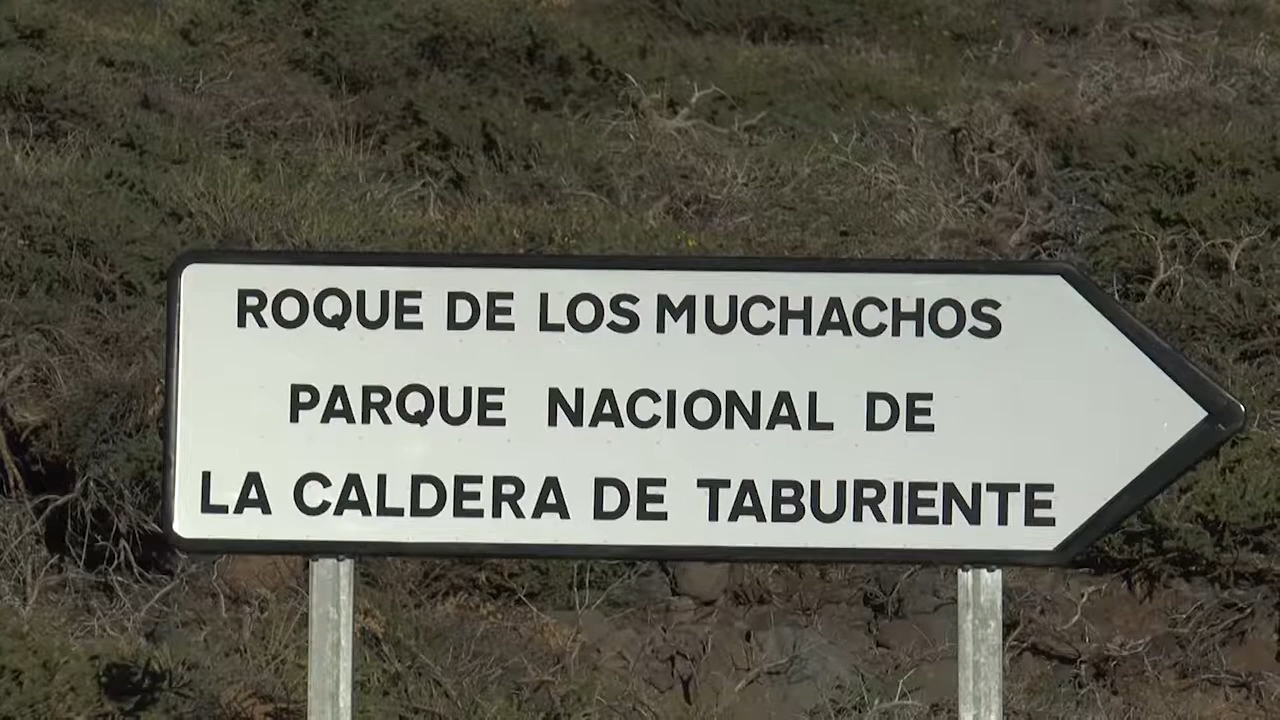 ROQUE DE LOS MUCHACHOS
PARQUE NACIONAL DE
LA CALDERA DE TABURIENTE